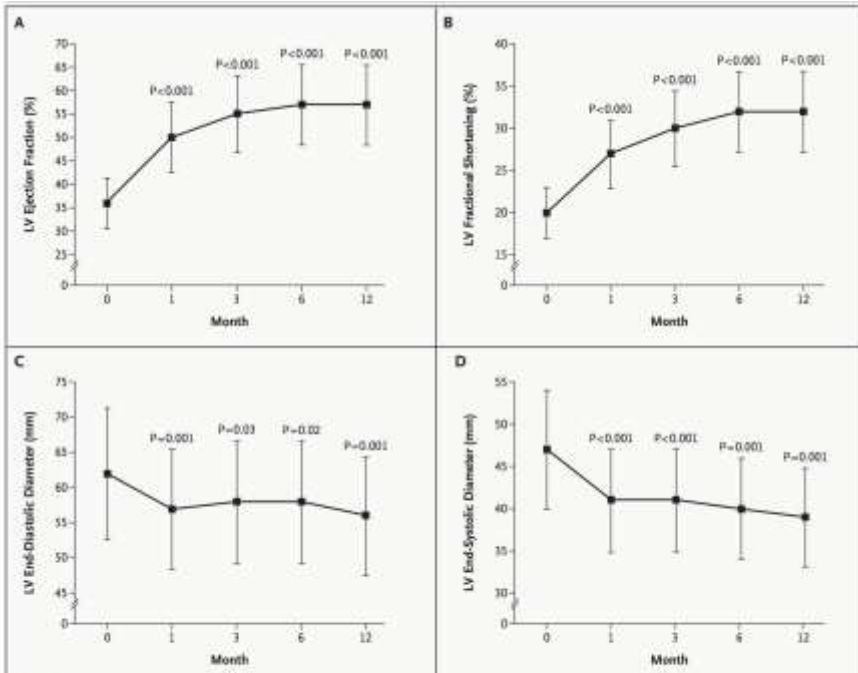 A
LV Ejection Fraction (%)
70
65
60
55
50
45
40
35
30
25
0
P<0.001
P<0.001
P<0.001
P<0.001
0 1 3 6 12
Month
B
LV Fractional Shortening (%)
40
35
30
25
20
15
0
P<0.001
P<0.001
P<0.001
P<0.001
0 1 3 6 12
Month
C
LV End-Diastolic Diameter (mm)
75
70
65
60
55
50
45
0
P=0.001
P=0.03
P=0.02
P=0.001
0 1 3 6 12
Month
D
LV End-Systolic Diameter (mm)
55
50
45
40
35
30
0
P<0.001
P<0.001
P=0.001
P=0.001
0 1 3 6 12
Month